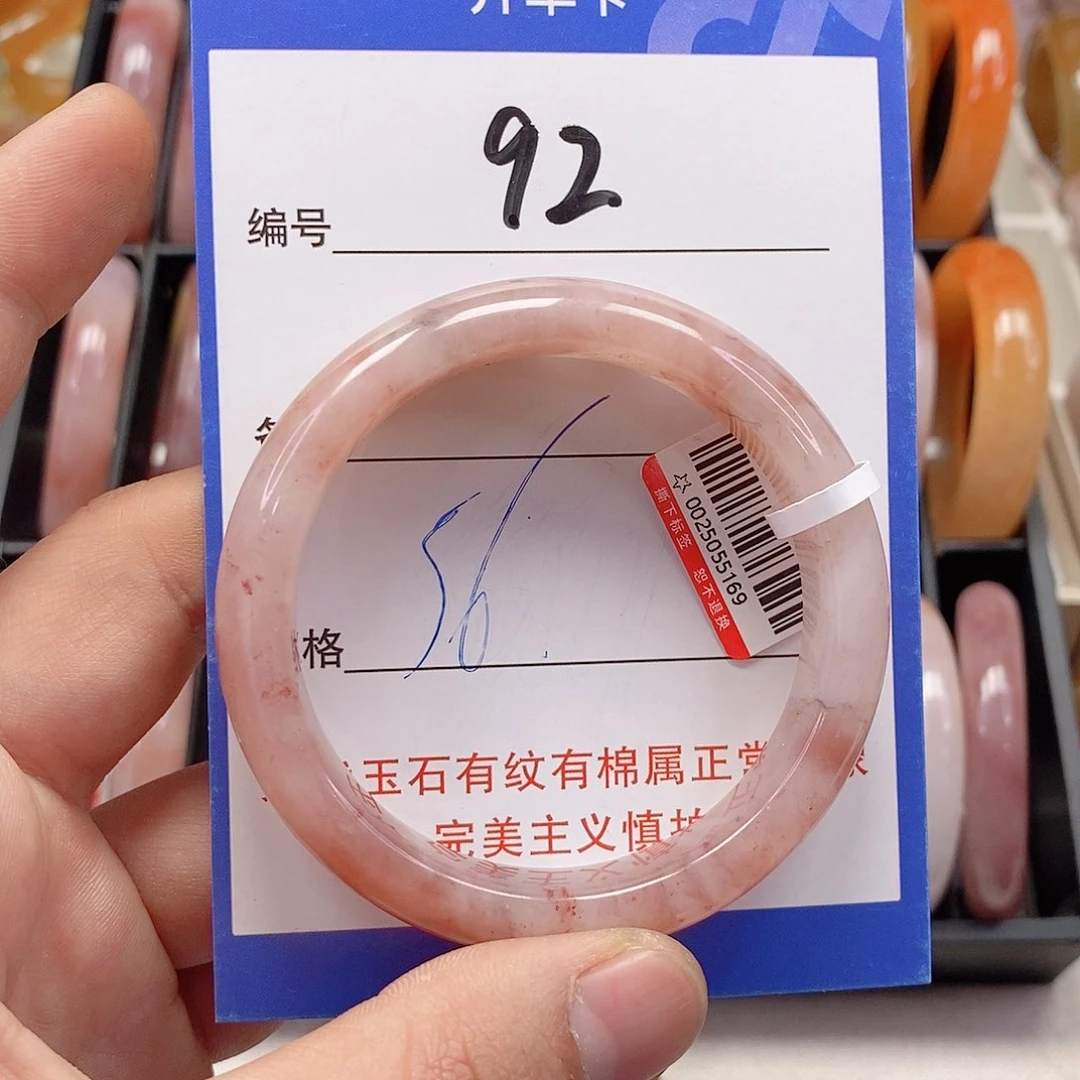 92
编号
56
格
☆ 0025055169
撕下标签 恕不退换
玉石有纹有棉属正常
完美主义慎拍